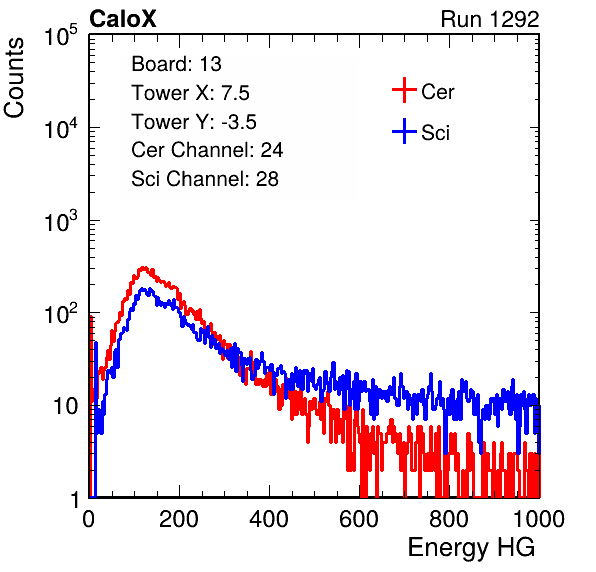 CaloX Run 1292
Counts
10^5
10^4
10^3
10^2
10
1
Board: 13
Tower X: 7.5
Tower Y: -3.5
Cer Channel: 24
Sci Channel: 28
Cer
Sci
0 200 400 600 800 1000
Energy HG